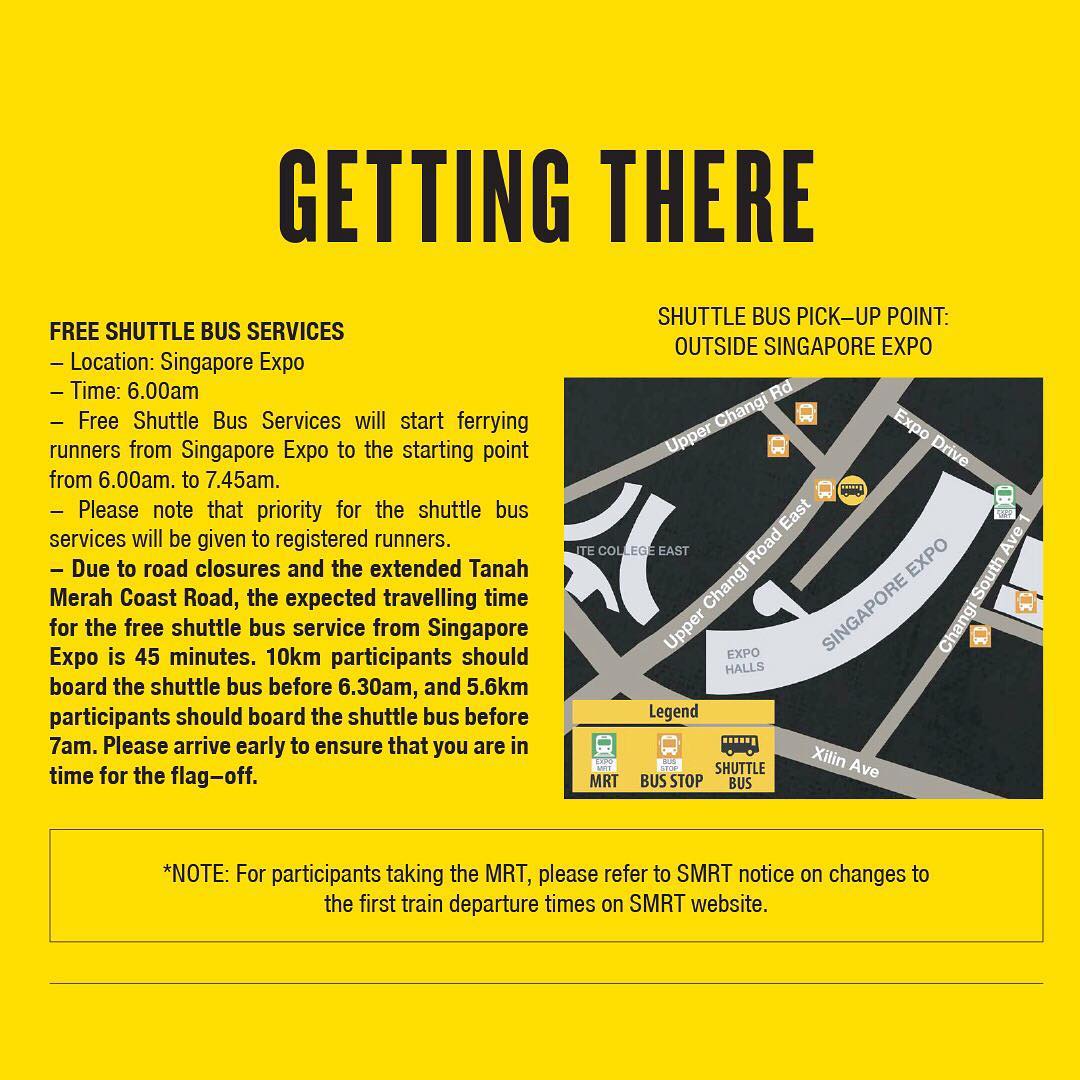 GETTING THERE
FREE SHUTTLE BUS SERVICES
– Location: Singapore Expo
– Time: 6.00am
– Free Shuttle Bus Services will start ferrying
runners from Singapore Expo to the starting point
from 6.00am. to 7.45am.
– Please note that priority for the shuttle bus
services will be given to registered runners.
– Due to road closures and the extended Tanah
Merah Coast Road, the expected travelling time
for the free shuttle bus service from Singapore
Expo is 45 minutes. 10km participants should
board the shuttle bus before 6.30am, and 5.6km
participants should board the shuttle bus before
7am. Please arrive early to ensure that you are in
time for the flag–off.
SHUTTLE BUS PICK–UP POINT:
OUTSIDE SINGAPORE EXPO
Upper Changi Rd
Expo Drive
EXPO
MRT
ITE COLLEGE EAST
Upper Changi Road East
SINGAPORE EXPO
Changi South Ave 1
EXPO
HALLS
Xilin Ave
Legend
EXPO
MRT
MRT
BUS
STOP
BUS STOP
SHUTTLE
BUS
*NOTE: For participants taking the MRT, please refer to SMRT notice on changes to
the first train departure times on SMRT website.